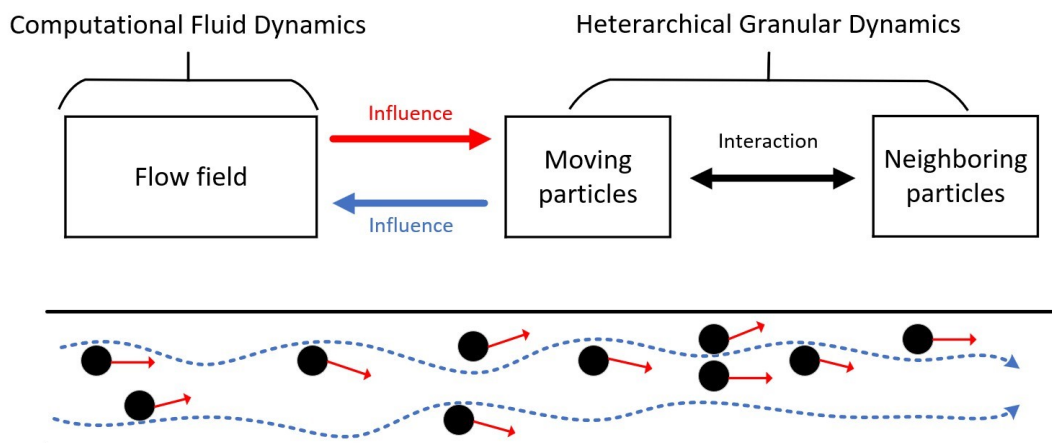 Computational Fluid Dynamics
Heterarchical Granular Dynamics
Flow field
Influence
Influence
Moving
particles
Interaction
Neighboring
particles